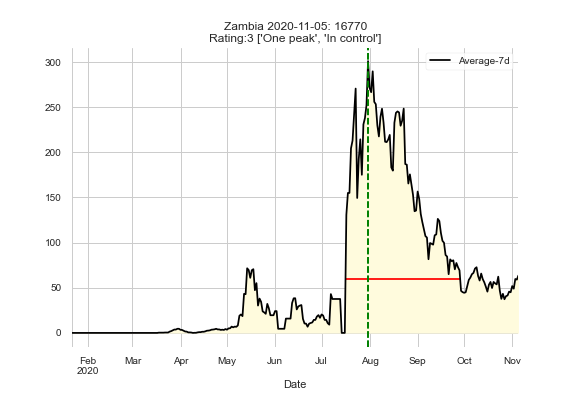 Zambia 2020-11-05: 16770
Rating:3 ['One peak', 'In control']
Average-7d
300
250
200
150
100
50
0
Feb Mar Apr May Jun Jul Aug Sep Oct Nov
2020
Date